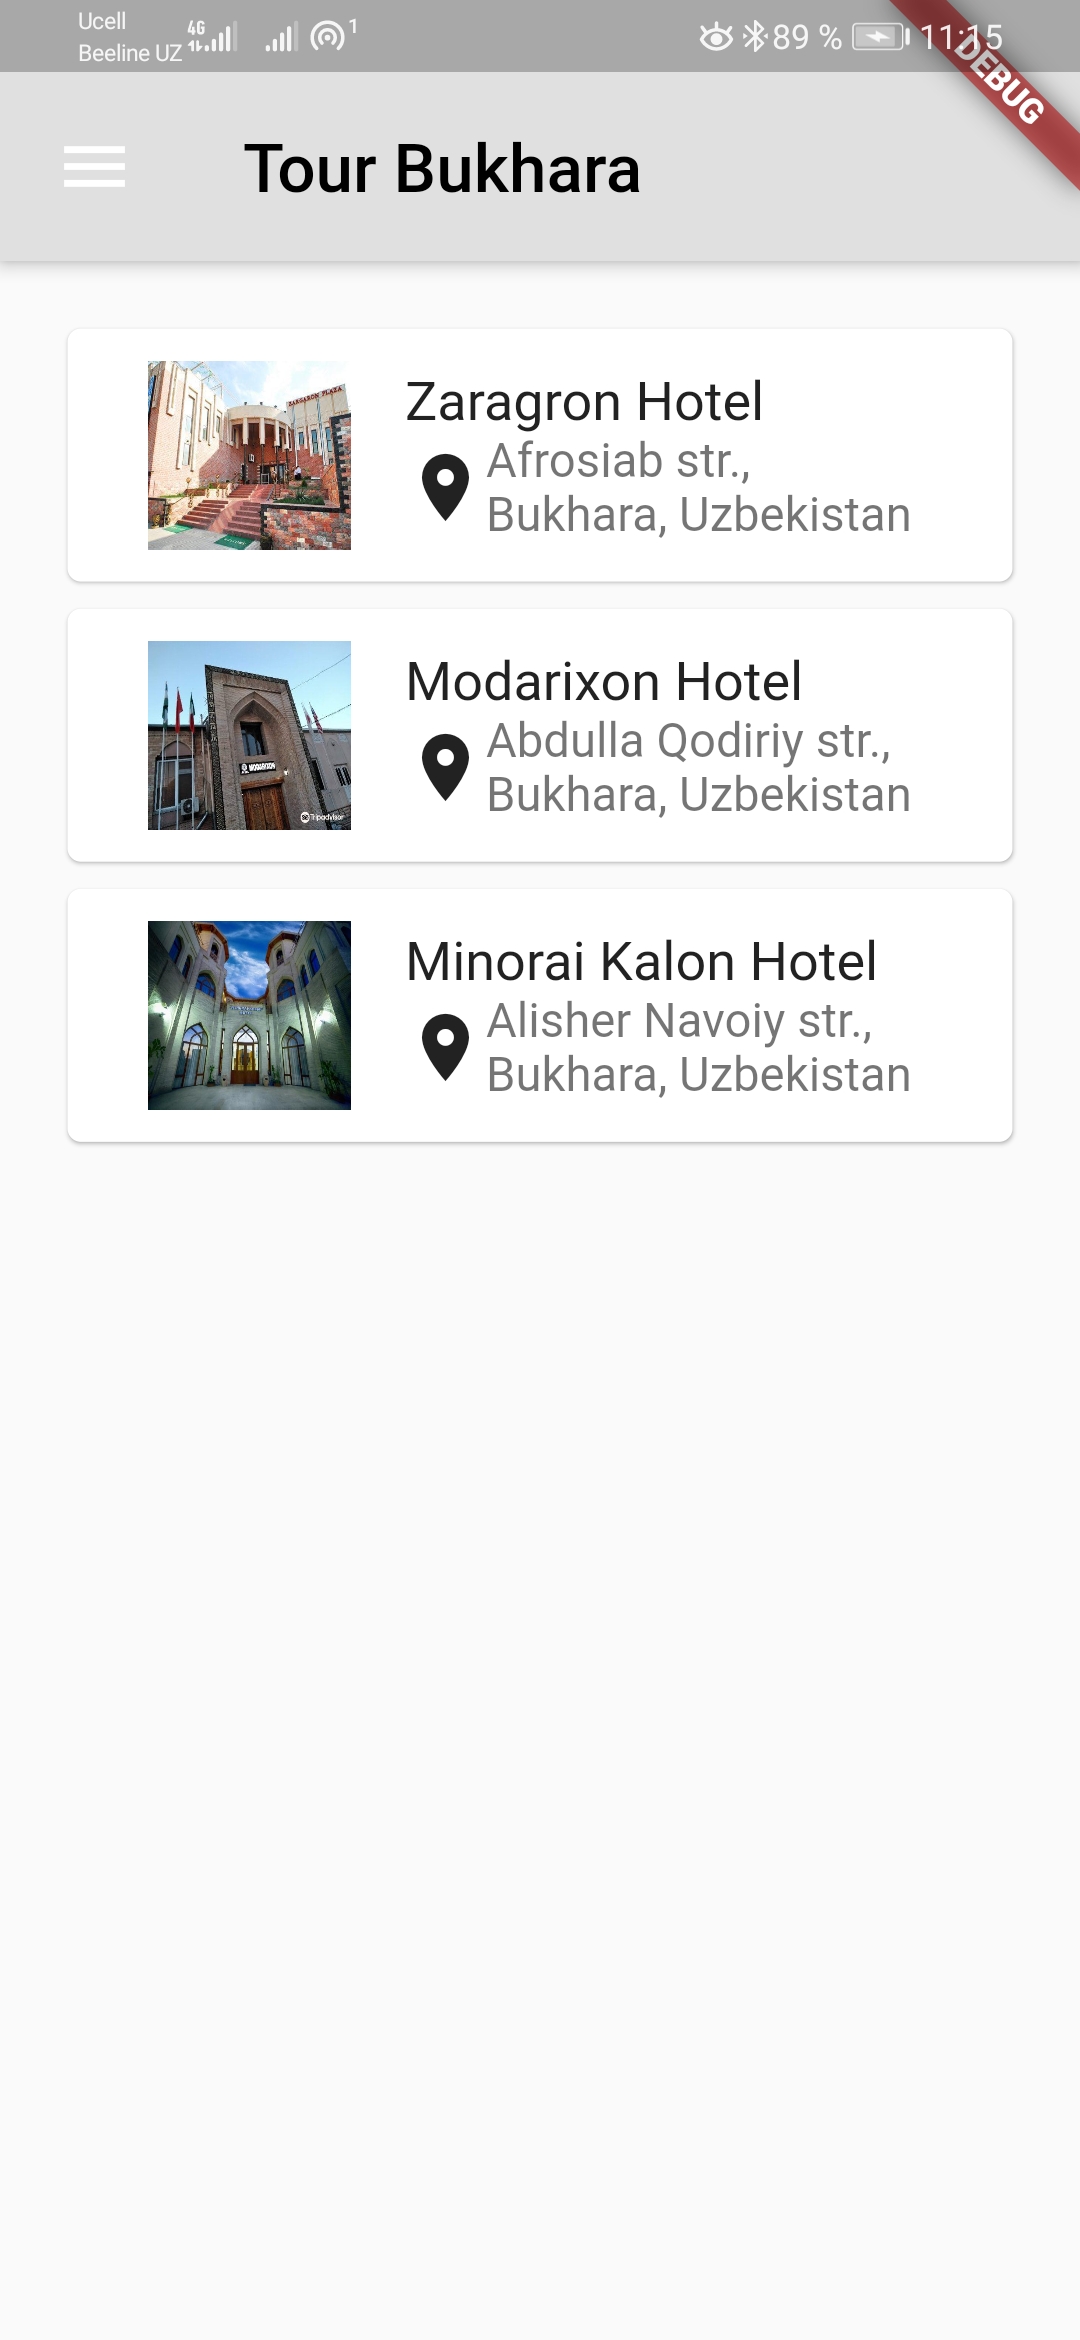 Ucell
Beeline UZ 4G 1 89 % 11:15
DEBUG
Tour Bukhara
ZARGARON PLAZA
Zaragron Hotel
Afrosiab str.,
Bukhara, Uzbekistan
MODARIXON
Tripadvisor
Modarixon Hotel
Abdulla Qodiriy str.,
Bukhara, Uzbekistan
Minorai Kalon Hotel
Alisher Navoiy str.,
Bukhara, Uzbekistan